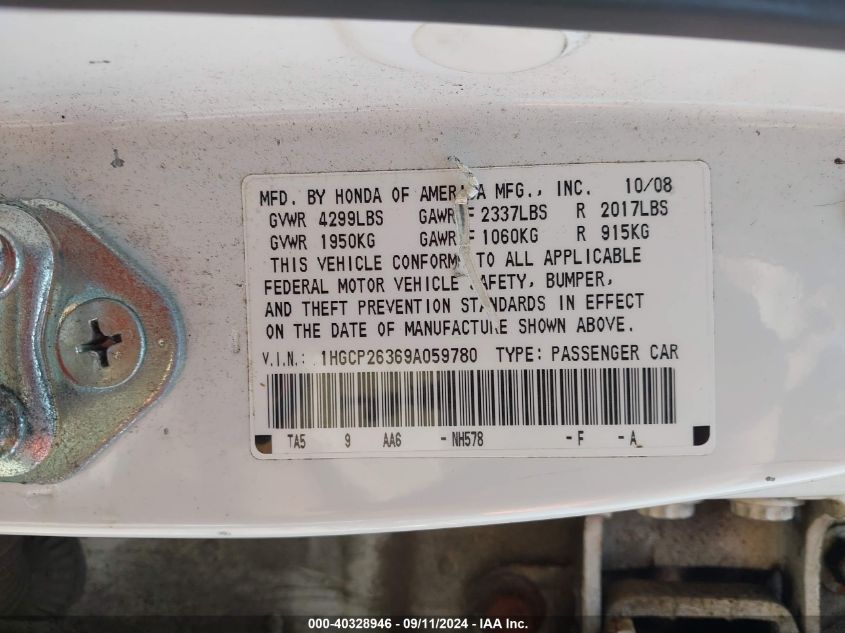 MFD. BY HONDA OF AMERICA MFG., INC. 10/08
GVWR 4299LBS GAWR F 2337LBS R 2017LBS
GVWR 1950KG GAWR F 1060KG R 915KG
THIS VEHICLE CONFORMS TO ALL APPLICABLE
FEDERAL MOTOR VEHICLE SAFETY, BUMPER,
AND THEFT PREVENTION STANDARDS IN EFFECT
ON THE DATE OF MANUFACTURE SHOWN ABOVE.
V.I.N.: 1HGCP26369A059780 TYPE: PASSENGER CAR
TA5 9 AA6 -NH578 -F -A
000-40328946 - 09/11/2024 - IAA Inc.